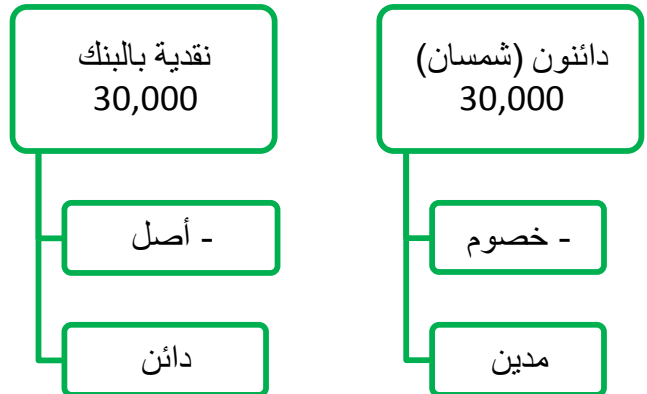 دائنون (شمسان)
30,000
- خصوم
مدين
نقدية بالبنك
30,000
- أصل
دائن